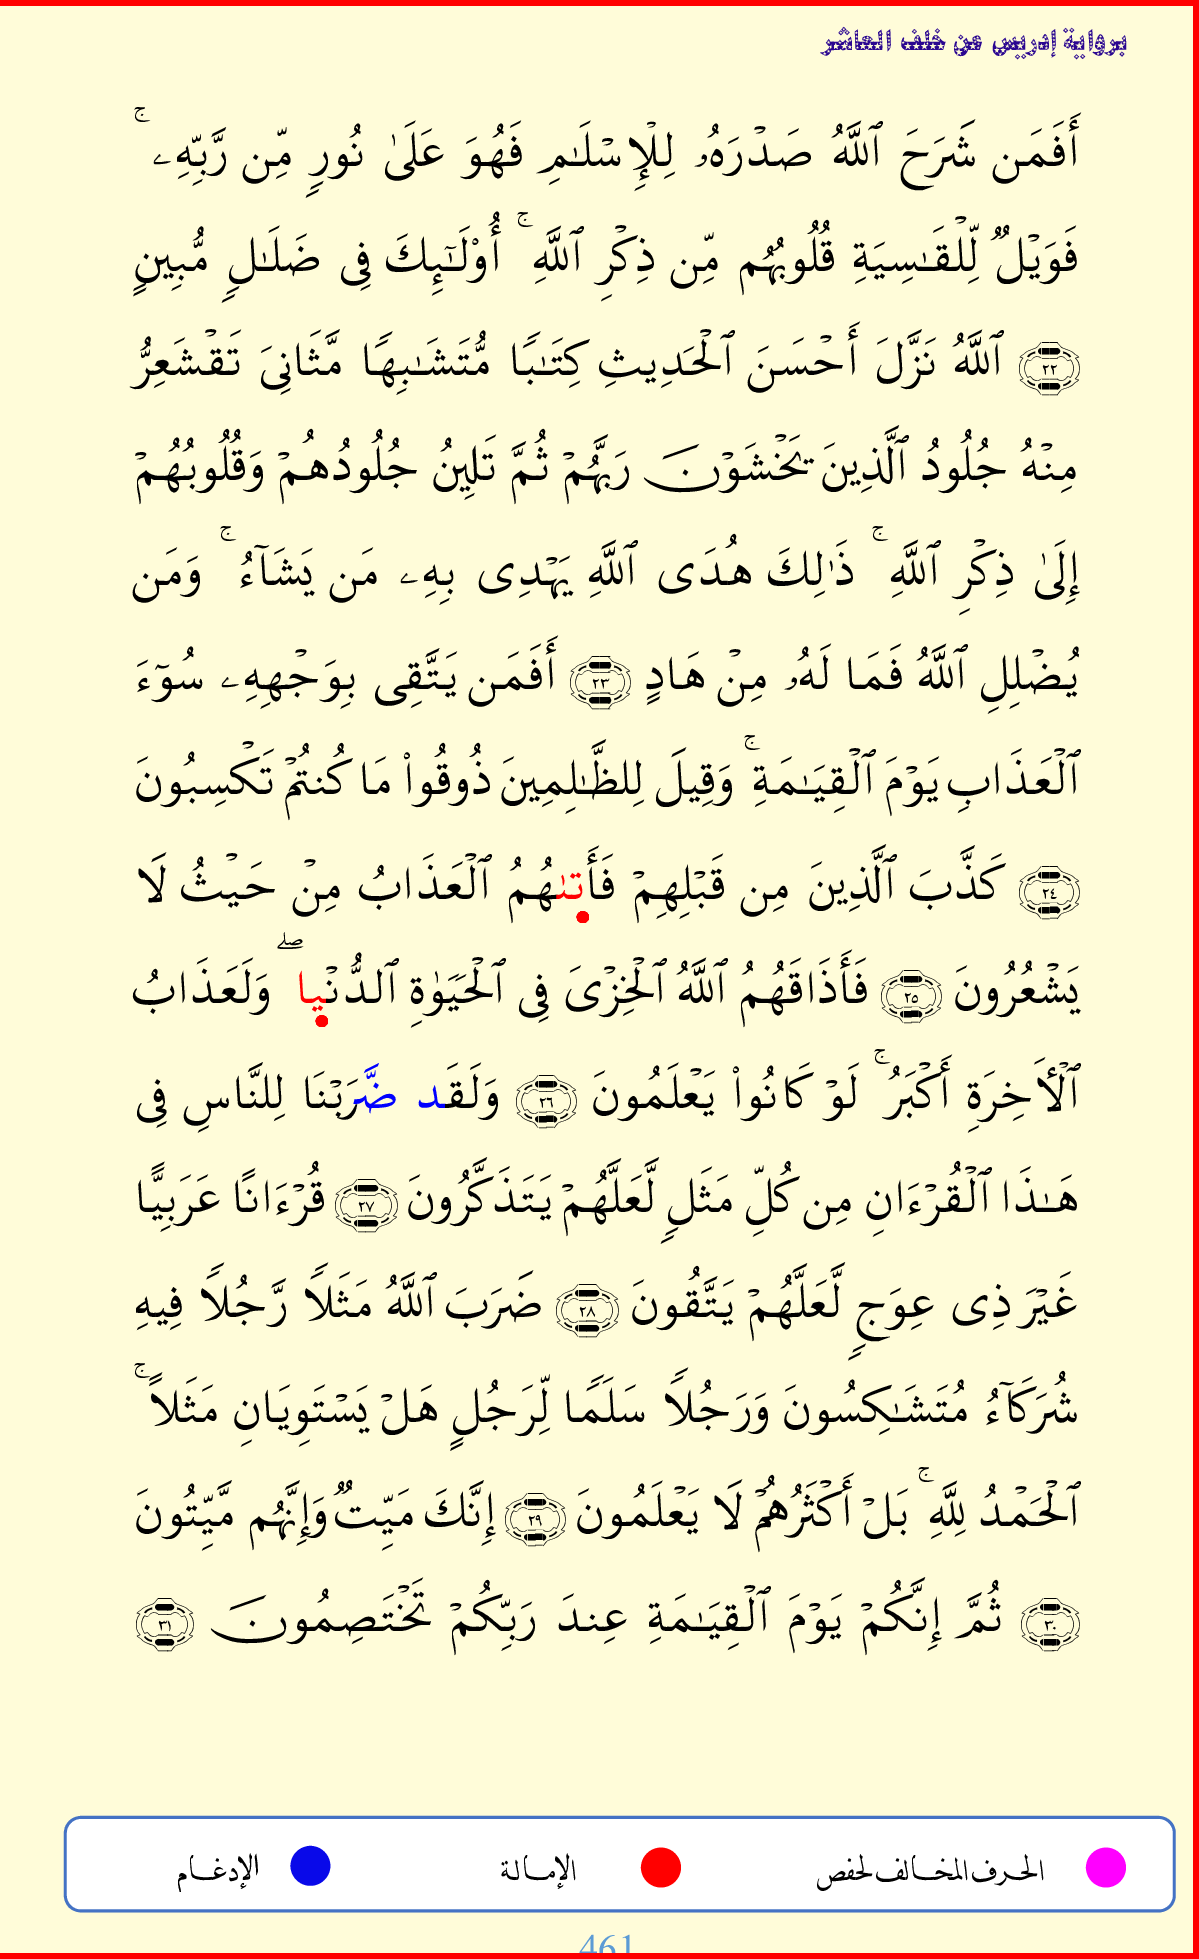 برواية إدريس عن خلف العاشر
أَفَمَن شَرَحَ ٱللَّهُ صَدْرَهُۥ لِلْإِسْلَـٰمِ فَهُوَ عَلَىٰ نُورٍ مِّن رَّبِّهِۦ ۚ
فَوَيْلٌ لِّلْقَـٰسِيَةِ قُلُوبُهُم مِّن ذِكْرِ ٱللَّهِ ۚ أُوْلَـٰٓئِكَ فِى ضَلَـٰلٍ مُّبِينٍ
٢٢ ٱللَّهُ نَزَّلَ أَحْسَنَ ٱلْحَدِيثِ كِتَـٰبًا مُّتَشَـٰبِهًا مَّثَانِىَ تَقْشَعِرُّ
مِنْهُ جُلُودُ ٱلَّذِينَ يَخْشَوْنَ رَبَّهُمْ ثُمَّ تَلِينُ جُلُودُهُمْ وَقُلُوبُهُمْ
إِلَىٰ ذِكْرِ ٱللَّهِ ۚ ذَٰلِكَ هُدَى ٱللَّهِ يَهْدِى بِهِۦ مَن يَشَآءُ ۚ وَمَن
يُضْلِلِ ٱللَّهُ فَمَا لَهُۥ مِنْ هَادٍ ٢٣ أَفَمَن يَتَّقِى بِوَجْهِهِۦ سُوٓءَ
ٱلْعَذَابِ يَوْمَ ٱلْقِيَـٰمَةِ ۚ وَقِيلَ لِلظَّـٰلِمِينَ ذُوقُوا۟ مَا كُنتُمْ تَكْسِبُونَ
٢٤ كَذَّبَ ٱلَّذِينَ مِن قَبْلِهِمْ فَأَتىٰهُمُ ٱلْعَذَابُ مِنْ حَيْثُ لَا
يَشْعُرُونَ ٢٥ فَأَذَاقَهُمُ ٱللَّهُ ٱلْخِزْىَ فِى ٱلْحَيَوٰةِ ٱلدُّنْيا ۖ وَلَعَذَابُ
ٱلْأَخِرَةِ أَكْبَرُ ۚ لَوْ كَانُوا۟ يَعْلَمُونَ ٢٦ وَلَقَد ضَّرَبْنَا لِلنَّاسِ فِى
هَـٰذَا ٱلْقُرْءَانِ مِن كُلِّ مَثَلٍ لَّعَلَّهُمْ يَتَذَكَّرُونَ ٢٧ قُرْءَانًا عَرَبِيًّا
غَيْرَ ذِى عِوَجٍ لَّعَلَّهُمْ يَتَّقُونَ ٢٨ ضَرَبَ ٱللَّهُ مَثَلًا رَّجُلًا فِيهِ
شُرَكَآءُ مُتَشَـٰكِسُونَ وَرَجُلًا سَلَمًا لِّرَجُلٍ هَلْ يَسْتَوِيَانِ مَثَلًا ۚ
ٱلْحَمْدُ لِلَّهِ ۚ بَلْ أَكْثَرُهُمْ لَا يَعْلَمُونَ ٢٩ إِنَّكَ مَيِّتٌ وَإِنَّهُم مَّيِّتُونَ
٣٠ ثُمَّ إِنَّكُمْ يَوْمَ ٱلْقِيَـٰمَةِ عِندَ رَبِّكُمْ تَخْتَصِمُونَ ٣١
الحرف المخالف لحفص الإمالة الإدغام
461